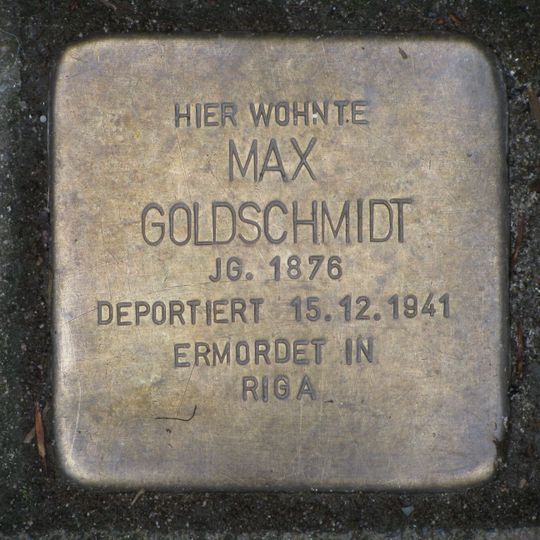 HIER WOHNTE
MAX
GOLDSCHMIDT
JG. 1876
DEPORTIERT 15.12.1941
ERMORDET IN
RIGA